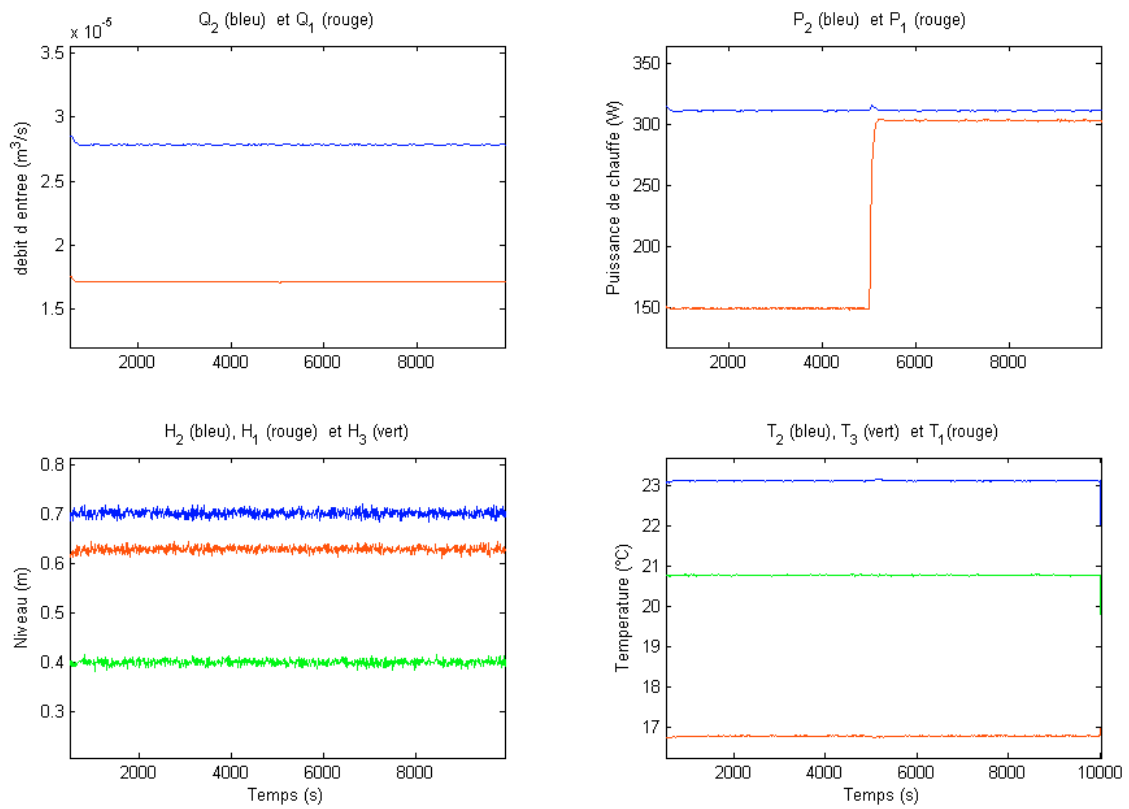 Q2 (bleu) et Q1 (rouge)
x 10-5
3.5
3
2.5
2
1.5
debit d entree (m3/s)
2000 4000 6000 8000
P2 (bleu) et P1 (rouge)
350
300
250
200
150
Puissance de chauffe (W)
2000 4000 6000 8000
H2 (bleu), H1 (rouge) et H3 (vert)
0.8
0.7
0.6
0.5
0.4
0.3
Niveau (m)
2000 4000 6000 8000
Temps (s)
T2 (bleu), T3 (vert) et T1(rouge)
23
22
21
20
19
18
17
Temperature (°C)
2000 4000 6000 8000 10000
Temps (s)